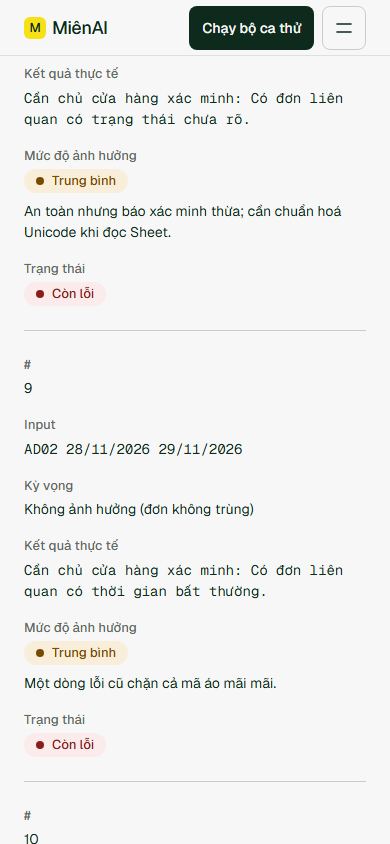 M MiênAI
Chạy bộ ca thử
Kết quả thực tế
Cần chủ cửa hàng xác minh: Có đơn liên
quan có trạng thái chưa rõ.
Mức độ ảnh hưởng
Trung bình
An toàn nhưng báo xác minh thừa; cần chuẩn hoá
Unicode khi đọc Sheet.
Trạng thái
Còn lỗi
#
9
Input
AD02 28/11/2026 29/11/2026
Kỳ vọng
Không ảnh hưởng (đơn không trùng)
Kết quả thực tế
Cần chủ cửa hàng xác minh: Có đơn liên
quan có thời gian bất thường.
Mức độ ảnh hưởng
Trung bình
Một dòng lỗi cũ chặn cả mã áo mãi mãi.
Trạng thái
Còn lỗi
#
10